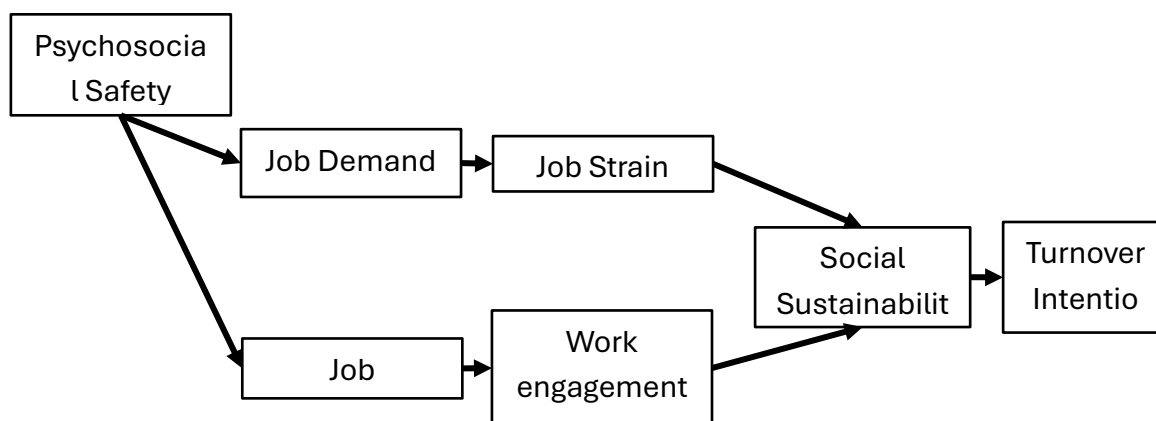 Psychosocia
l Safety
Job Demand
Job Strain
Social
Sustainabilit
Turnover
Intentio
Job
Work
engagement